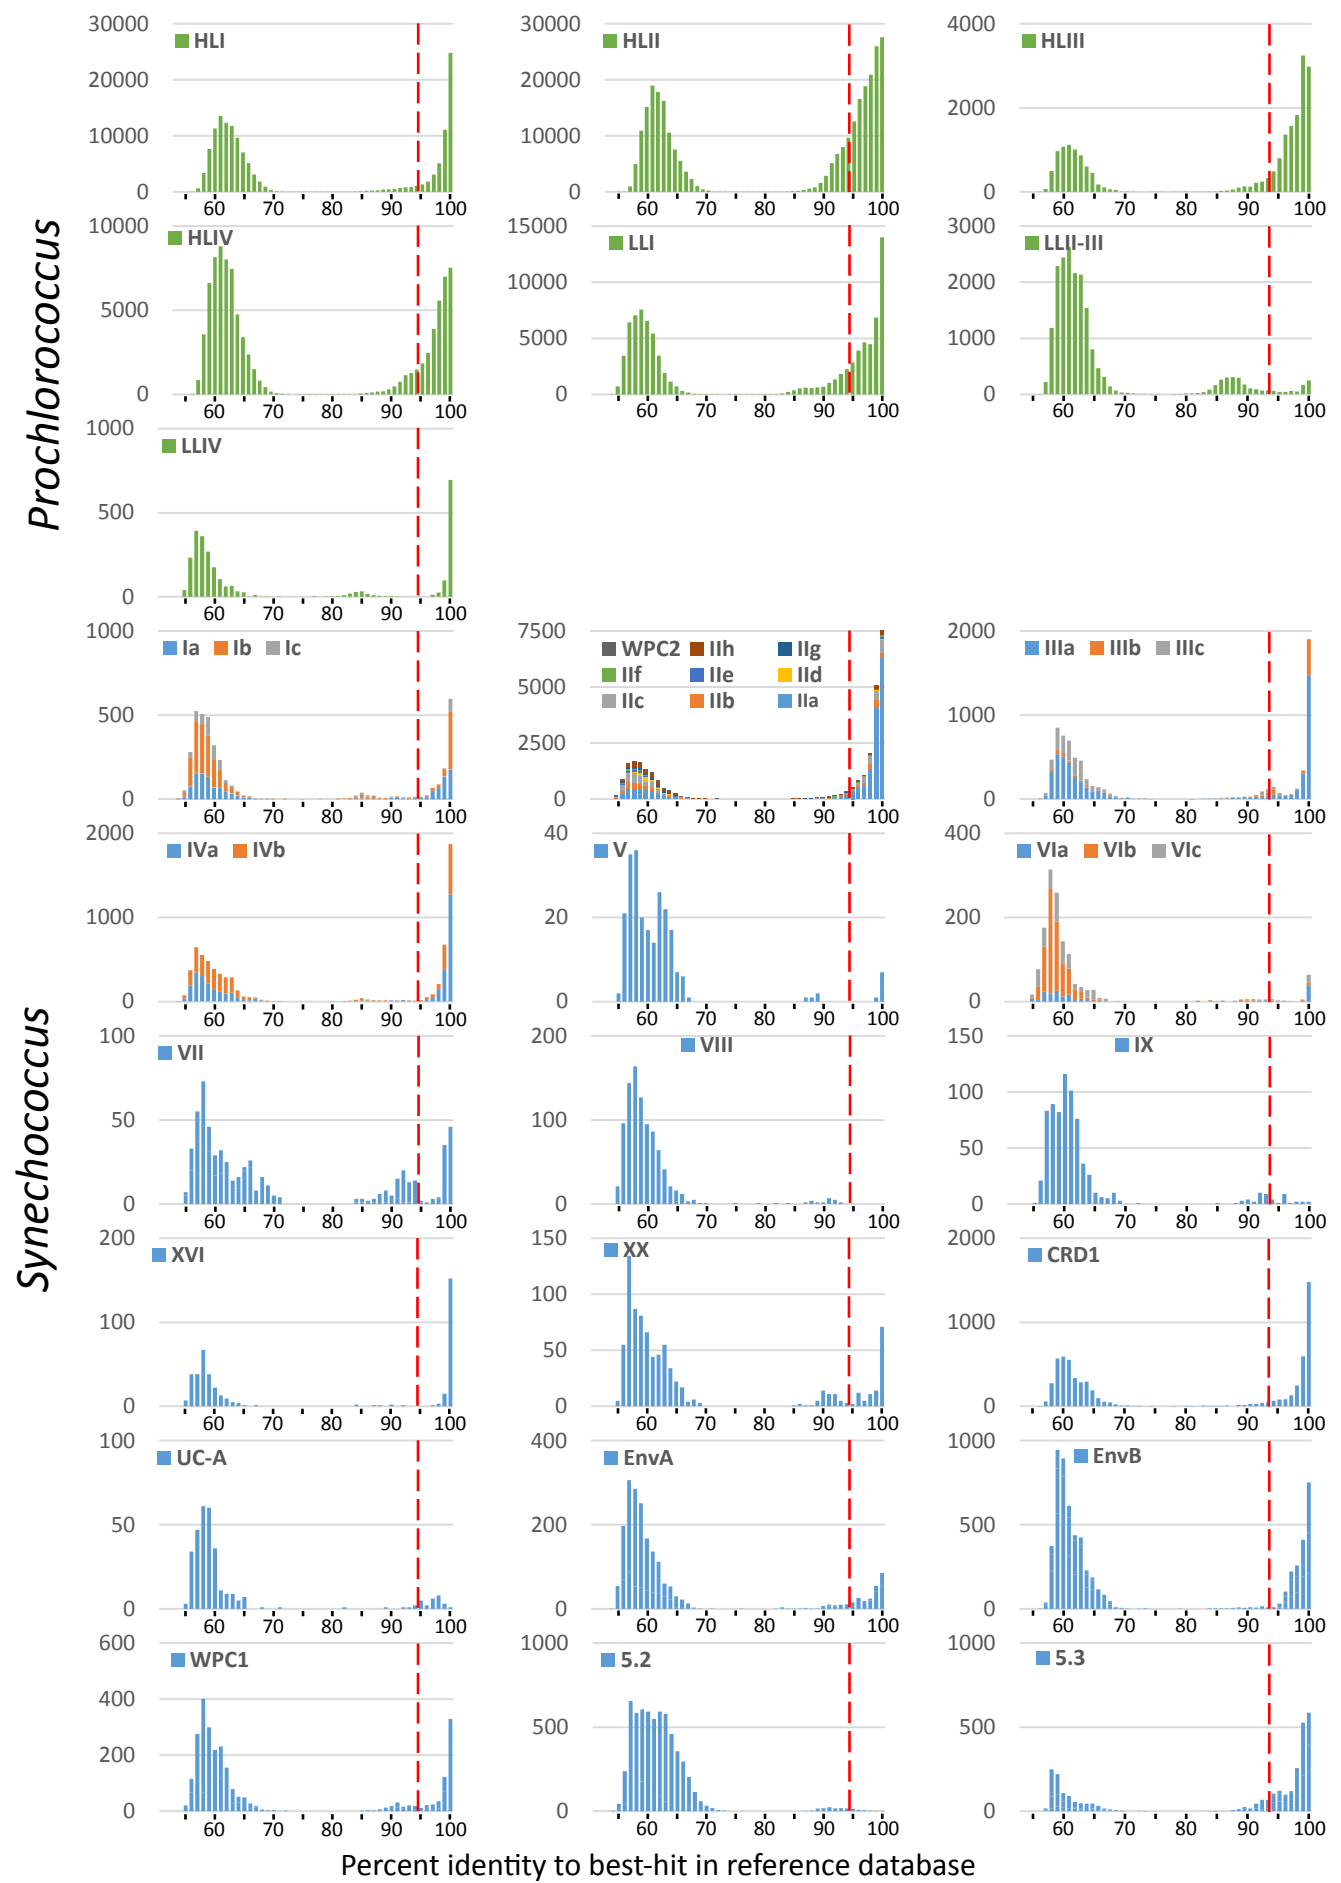 Prochlorococcus
30000
20000
10000
0
HLI
60 70 80 90 100
30000
20000
10000
0
HLII
60 70 80 90 100
4000
2000
0
HLIII
60 70 80 90 100
10000
5000
0
HLIV
60 70 80 90 100
15000
10000
5000
0
LLI
60 70 80 90 100
3000
2000
1000
0
LLII-III
60 70 80 90 100
1000
500
0
LLIV
60 70 80 90 100
Synechococcus
1000
500
0
Ia Ib Ic
60 70 80 90 100
7500
5000
2500
0
WPC2 IIh IIg
IIf IIe IId
IIc IIb IIa
60 70 80 90 100
2000
1000
0
IIIa IIIb IIIc
60 70 80 90 100
2000
1000
0
IVa IVb
60 70 80 90 100
40
20
0
V
60 70 80 90 100
400
200
0
VIa VIb VIc
60 70 80 90 100
100
50
0
VII
60 70 80 90 100
200
100
0
VIII
60 70 80 90 100
150
100
50
0
IX
60 70 80 90 100
200
100
0
XVI
60 70 80 90 100
150
100
50
0
XX
60 70 80 90 100
2000
1000
0
CRD1
60 70 80 90 100
100
50
0
UC-A
60 70 80 90 100
400
200
0
EnvA
60 70 80 90 100
1000
500
0
EnvB
60 70 80 90 100
600
400
200
0
WPC1
60 70 80 90 100
1000
500
0
5.2
60 70 80 90 100
1000
500
0
5.3
60 70 80 90 100
Percent identity to best-hit in reference database